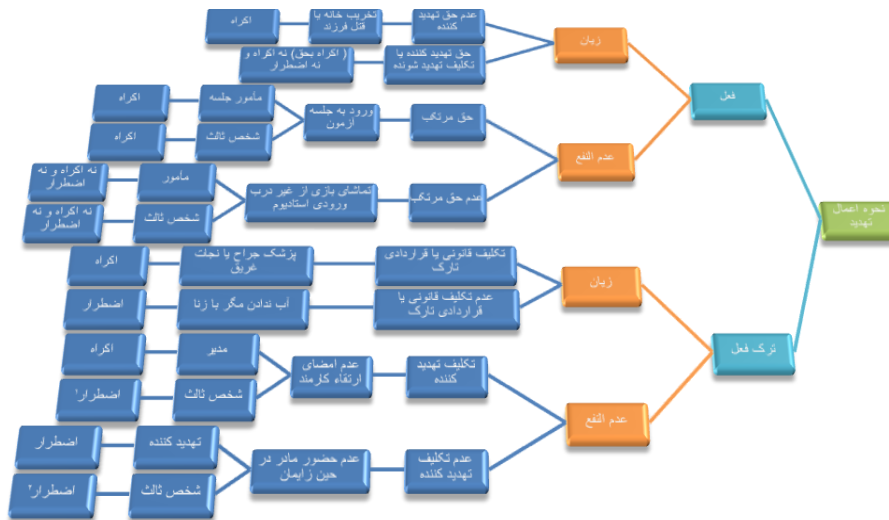 نحوه اعمال
تهدید
فعل
زیان
عدم حق تهدید
کننده
تخریب خانه یا
قتل فرزند
اکراه
حق تهدید کننده یا
تکلیف تهدید شونده
( اکراه بحق) نه اکراه و
نه اضطرار
عدم النفع
حق مرتکب
ورود به جلسه
ازمون
مامور جلسه
اکراه
شخص ثالث
اکراه
عدم حق مرتکب
تماشای بازی از غیر درب
ورودی استادیوم
مامور
نه اکراه و نه
اضطرار
شخص ثالث
نه اکراه و نه
اضطرار
ترک فعل
زیان
تکلیف قانونی یا قراردادی
تارک
پزشک جراح یا نجات
غریق
اکراه
عدم تکلیف قانونی یا
قراردادی تارک
آب ندادن مگر با زنا
اضطرار
عدم النفع
تکلیف تهدید
کننده
عدم امضای
ارتقاء کارمند
مدیر
اکراه
شخص ثالث
اضطرار۱
عدم تکلیف
تهدید کننده
عدم حضور مادر در
حین زایمان
تهدید کننده
اضطرار
شخص ثالث
اضطرار۲